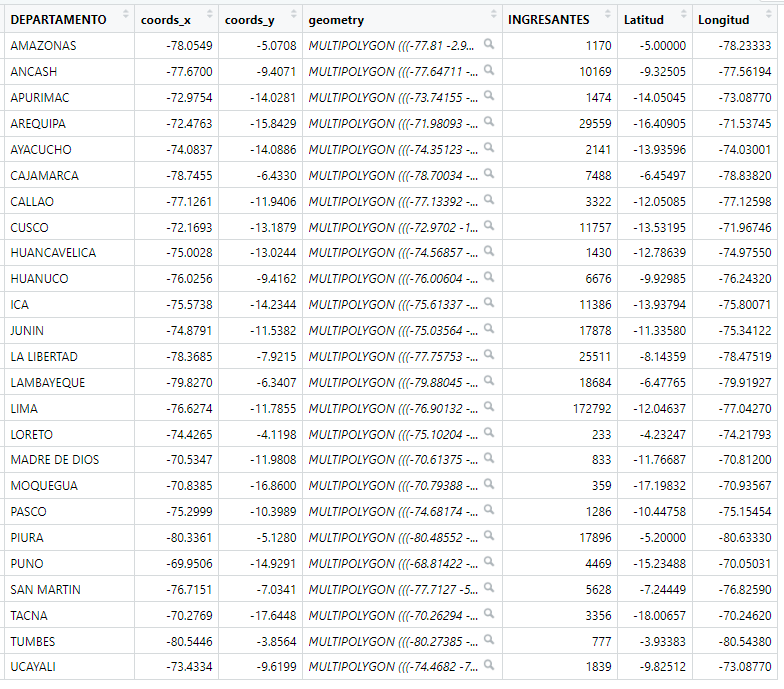 DEPARTAMENTO coords_x coords_y geometry INGRESANTES Latitud Longitud
AMAZONAS -78.0549 -5.0708 MULTIPOLYGON (((-77.81 -2.9... 1170 -5.00000 -78.23333
ANCASH -77.6700 -9.4071 MULTIPOLYGON (((-77.64711 -... 10169 -9.32505 -77.56194
APURIMAC -72.9754 -14.0281 MULTIPOLYGON (((-73.74155 -... 1474 -14.05045 -73.08770
AREQUIPA -72.4763 -15.8429 MULTIPOLYGON (((-71.98093 -... 29559 -16.40905 -71.53745
AYACUCHO -74.0837 -14.0886 MULTIPOLYGON (((-74.35123 -... 2141 -13.93596 -74.03001
CAJAMARCA -78.7455 -6.4330 MULTIPOLYGON (((-78.70034 -... 7488 -6.45497 -78.83820
CALLAO -77.1261 -11.9406 MULTIPOLYGON (((-77.13392 -... 3322 -12.05085 -77.12598
CUSCO -72.1693 -13.1879 MULTIPOLYGON (((-72.9702 -1... 11757 -13.53195 -71.96746
HUANCAVELICA -75.0028 -13.0244 MULTIPOLYGON (((-74.56857 -... 1430 -12.78639 -74.97550
HUANUCO -76.0256 -9.4162 MULTIPOLYGON (((-76.00604 -... 6676 -9.92985 -76.24320
ICA -75.5738 -14.2344 MULTIPOLYGON (((-75.61337 -... 11386 -13.93794 -75.80071
JUNIN -74.8791 -11.5382 MULTIPOLYGON (((-75.03564 -... 17878 -11.33580 -75.34122
LA LIBERTAD -78.3685 -7.9215 MULTIPOLYGON (((-77.75753 -... 25511 -8.14359 -78.47519
LAMBAYEQUE -79.8270 -6.3407 MULTIPOLYGON (((-79.88045 -... 18684 -6.47765 -79.91927
LIMA -76.6274 -11.7855 MULTIPOLYGON (((-76.90132 -... 172792 -12.04637 -77.04270
LORETO -74.4265 -4.1198 MULTIPOLYGON (((-75.10204 -... 233 -4.23247 -74.21793
MADRE DE DIOS -70.5347 -11.9808 MULTIPOLYGON (((-70.61375 -... 833 -11.76687 -70.81200
MOQUEGUA -70.8385 -16.8600 MULTIPOLYGON (((-70.79388 -... 359 -17.19832 -70.93567
PASCO -75.2999 -10.3989 MULTIPOLYGON (((-74.68174 -... 1286 -10.44758 -75.15454
PIURA -80.3361 -5.1280 MULTIPOLYGON (((-80.48552 -... 17896 -5.20000 -80.63330
PUNO -69.9506 -14.9291 MULTIPOLYGON (((-68.81422 -... 4469 -15.23488 -70.05031
SAN MARTIN -76.7151 -7.0341 MULTIPOLYGON (((-77.7127 -5... 5628 -7.24449 -76.82590
TACNA -70.2769 -17.6448 MULTIPOLYGON (((-70.26294 -... 3356 -18.00657 -70.24620
TUMBES -80.5446 -3.8564 MULTIPOLYGON (((-80.27385 -... 777 -3.93383 -80.54380
UCAYALI -73.4334 -9.6199 MULTIPOLYGON (((-74.4682 -7... 1839 -9.82512 -73.08770